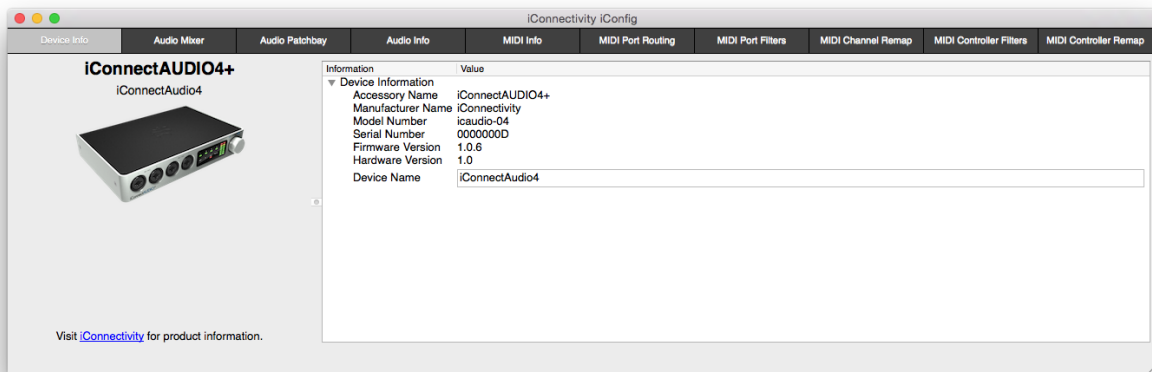 iConnectivity iConfig
Device Info Audio Mixer Audio Patchbay Audio Info MIDI Info MIDI Port Routing MIDI Port Filters MIDI Channel Remap MIDI Controller Filters MIDI Controller Remap
iConnectAUDIO4+
iConnectAudio4
Visit iConnectivity for product information.
Information Value
Device Information
Accessory Name iConnectAUDIO4+
Manufacturer Name iConnectivity
Model Number icaudio-04
Serial Number 0000000D
Firmware Version 1.0.6
Hardware Version 1.0
Device Name iConnectAudio4